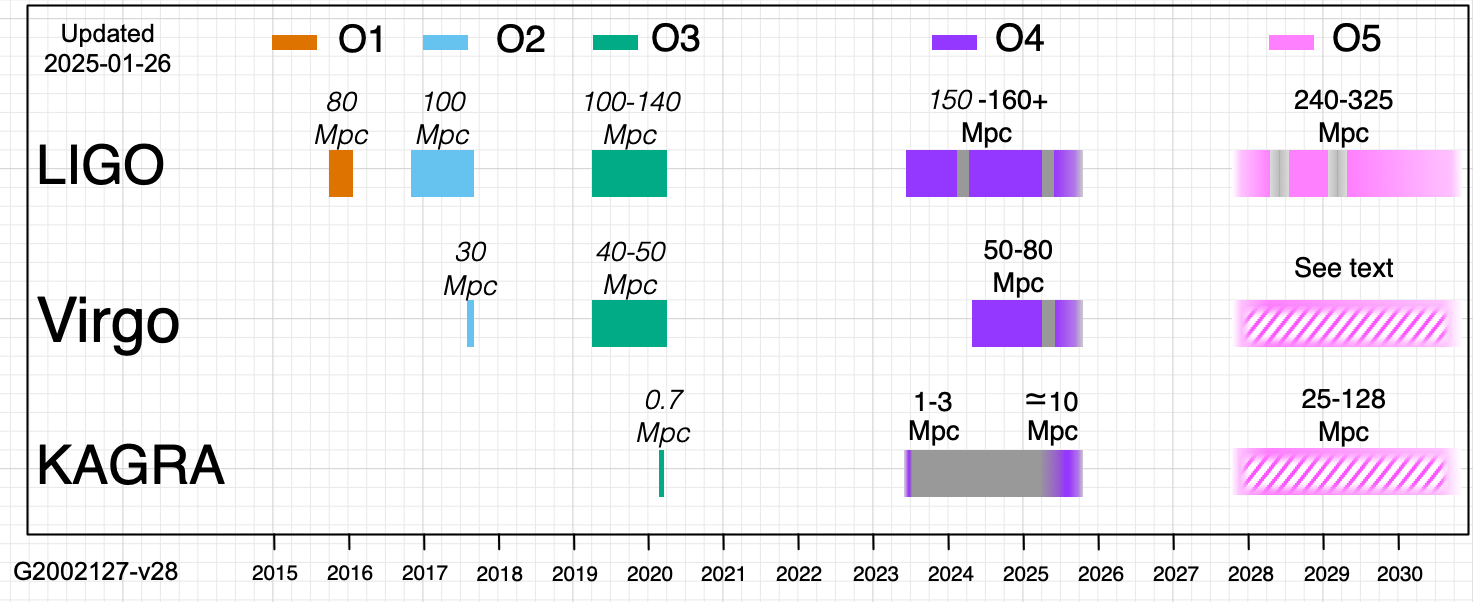 Updated
2025-01-26
O1
O2
O3
O4
O5
80
Mpc
100
Mpc
100-140
Mpc
150 -160+
Mpc
240-325
Mpc
LIGO
30
Mpc
40-50
Mpc
50-80
Mpc
See text
Virgo
0.7
Mpc
1-3
Mpc
≃10
Mpc
25-128
Mpc
KAGRA
G2002127-v28
2015
2016
2017
2018
2019
2020
2021
2022
2023
2024
2025
2026
2027
2028
2029
2030